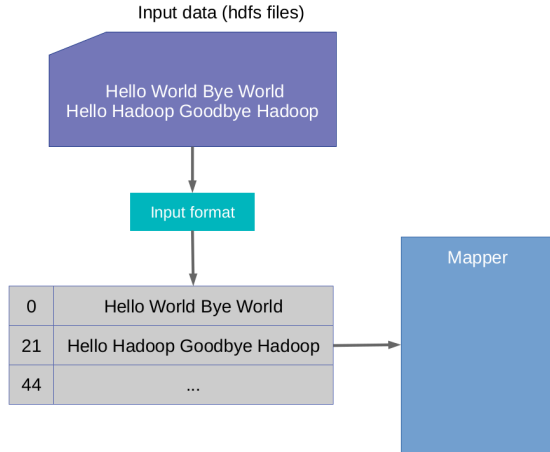 Input data (hdfs files)
Hello World Bye World
Hello Hadoop Goodbye Hadoop
Input format
Mapper
0 Hello World Bye World
21 Hello Hadoop Goodbye Hadoop
44 ...